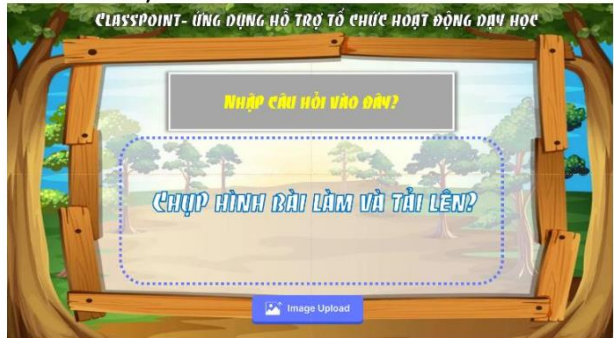 ClassPoint- ứng dụng hỗ trợ tổ chức hoạt động dạy học
Nhập câu hỏi vào đây?
Chụp hình bài làm và tải lên?
Image Upload